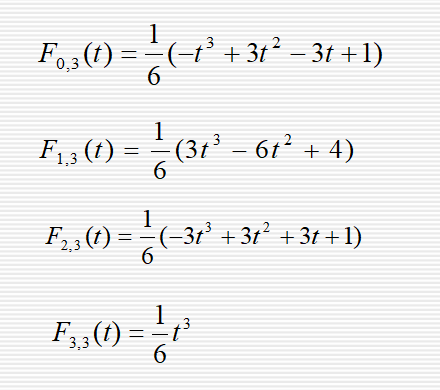 F₀,₃(t) = 1/6 (−t³ + 3t² − 3t + 1)
F₁,₃(t) = 1/6 (3t³ − 6t² + 4)
F₂,₃(t) = 1/6 (−3t³ + 3t² + 3t + 1)
F₃,₃(t) = 1/6 t³